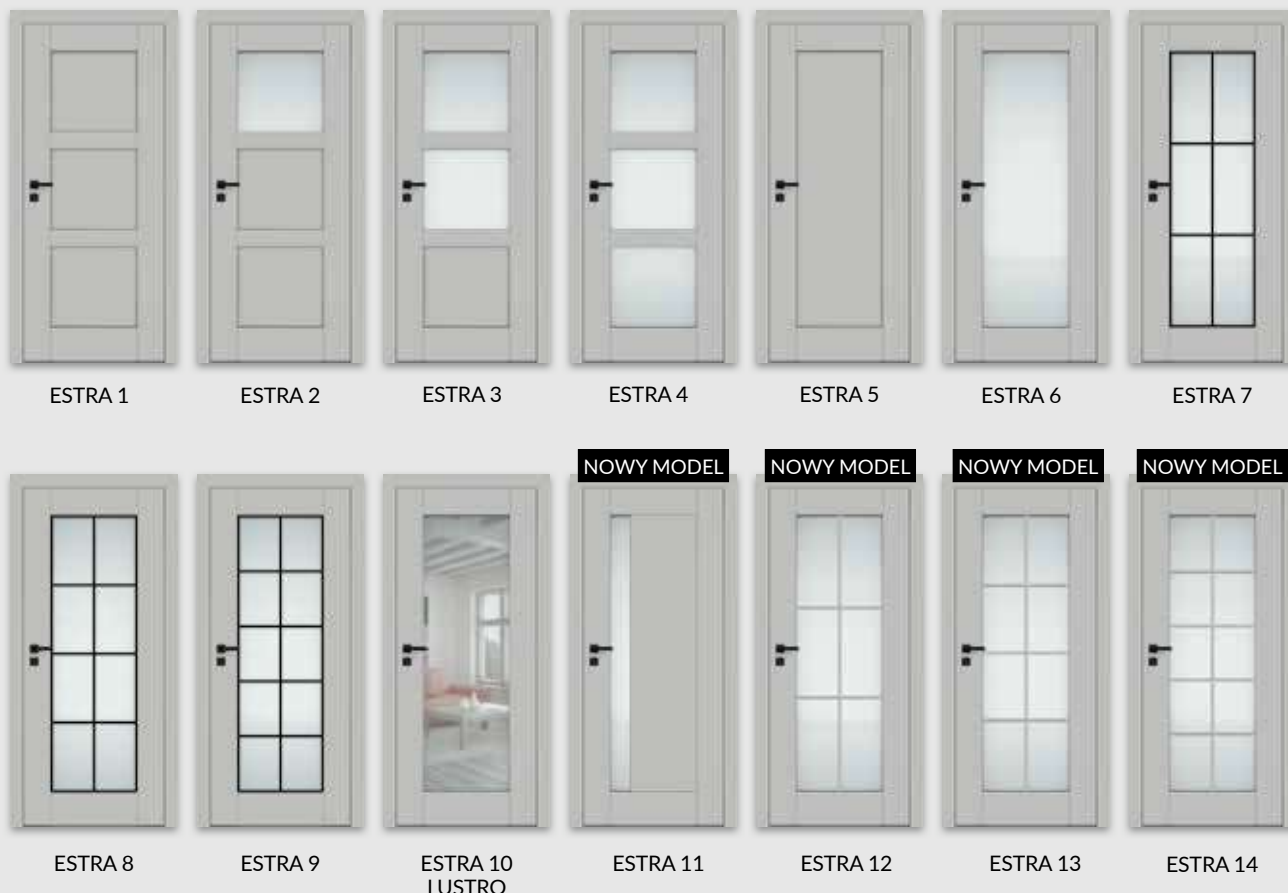 ESTRA 1
ESTRA 2
ESTRA 3
ESTRA 4
ESTRA 5
ESTRA 6
ESTRA 7
NOWY MODEL
NOWY MODEL
NOWY MODEL
NOWY MODEL
ESTRA 8
ESTRA 9
ESTRA 10
LUSTRO
ESTRA 11
ESTRA 12
ESTRA 13
ESTRA 14